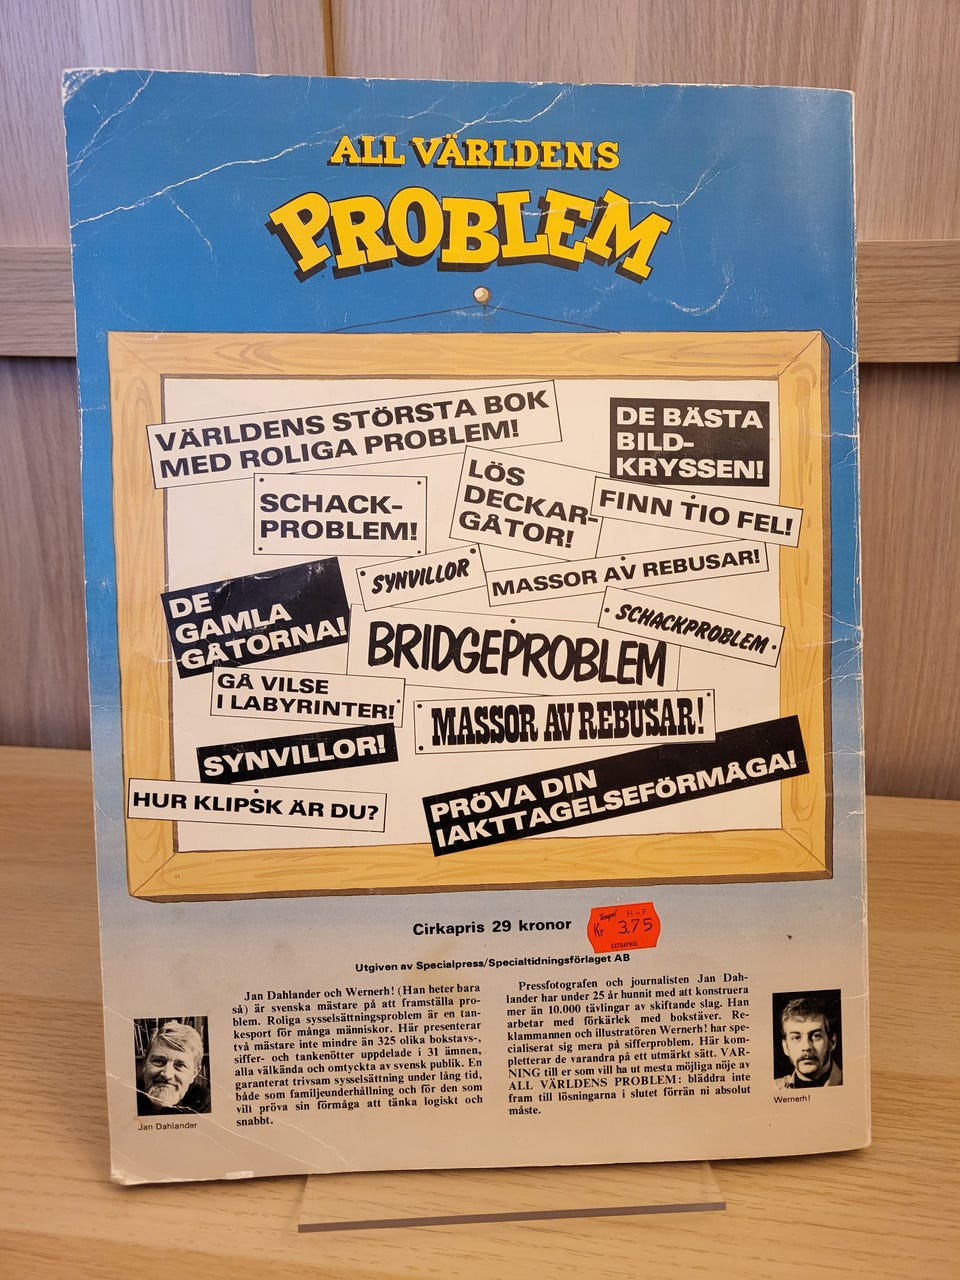 ALL VÄRLDENS
PROBLEM
VÄRLDENS STÖRSTA BOK
MED ROLIGA PROBLEM!
DE BÄSTA
BILD-
KRYSSEN!
SCHACK-
PROBLEM!
LÖS
DECKAR-
GÅTOR!
FINN TIO FEL!
SYNVILLOR
MASSOR AV REBUSAR!
DE
GAMLA
GÅTORNA!
SCHACKPROBLEM
BRIDGEPROBLEM
GÅ VILSE
I LABYRINTER!
MASSOR AV REBUSAR!
SYNVILLOR!
PRÖVA DIN
IAKTTAGELSEFÖRMÅGA!
HUR KLIPSK ÄR DU?
Cirkapris 29 kronor
Tempo! H-F
Kr 3.75
EXTRAPRIS
Utgiven av Specialpress/Specialtidningsförlaget AB
Jan Dahlander och Wernerh! (Han heter bara
så) är svenska mästare på att framställa pro-
blem. Roliga sysselsättningsproblem är en tan-
kesport för många människor. Här presenterar
två mästare inte mindre än 325 olika bokstavs-,
siffer- och tankenötter uppdelade i 31 ämnen,
alla välkända och omtyckta av svensk publik. En
garanterat trivsam sysselsättning under lång tid,
både som familjeunderhållning och för den som
vill pröva sin förmåga att tänka logiskt och
snabbt.
Jan Dahlander
Pressfotografen och journalisten Jan Dah-
lander har under 25 år hunnit med att konstruera
mer än 10.000 tävlingar av skiftande slag. Han
arbetar med förkärlek med bokstäver. Re-
klammannen och illustratören Wernerh! har spe-
cialiserat sig mera på sifferproblem. Här kom-
pletterar de varandra på ett utmärkt sätt. VAR-
NING till er som vill ha ut mesta möjliga nöje av
ALL VÄRLDENS PROBLEM: bläddra inte
fram till lösningarna i slutet förrän ni absolut
måste.
Wernerh!